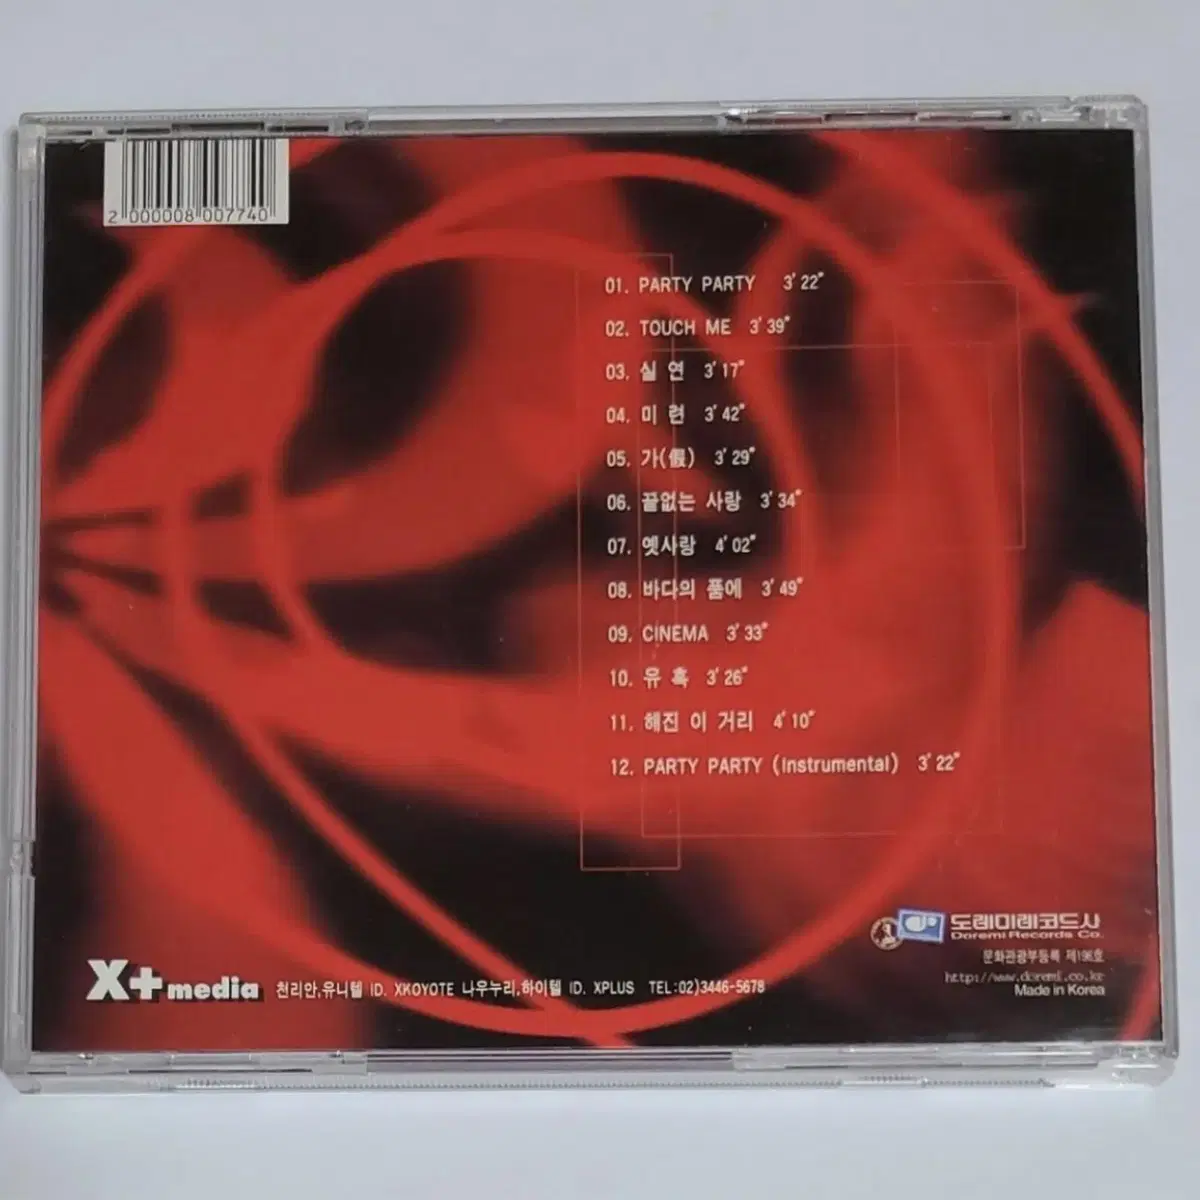 2 000008 007740
01. PARTY PARTY 3' 22"
02. TOUCH ME 3' 39"
03. 실 연 3' 17"
04. 미 련 3' 42"
05. 가(假) 3' 29"
06. 끝없는 사랑 3' 34"
07. 옛사랑 4' 02"
08. 바다의 품에 3' 49"
09. CINEMA 3' 33"
10. 유 혹 3' 26"
11. 해진 이 거리 4' 10"
12. PARTY PARTY (Instrumental) 3' 22"
도레미레코드사
Doremi Records Co.
문화관광부등록 제196호
http://www.doremi.co.kr
Made in Korea
X+media 천리안,유니텔 ID. XKOYOTE 나우누리,하이텔 ID. XPLUS TEL:02)3446-5678